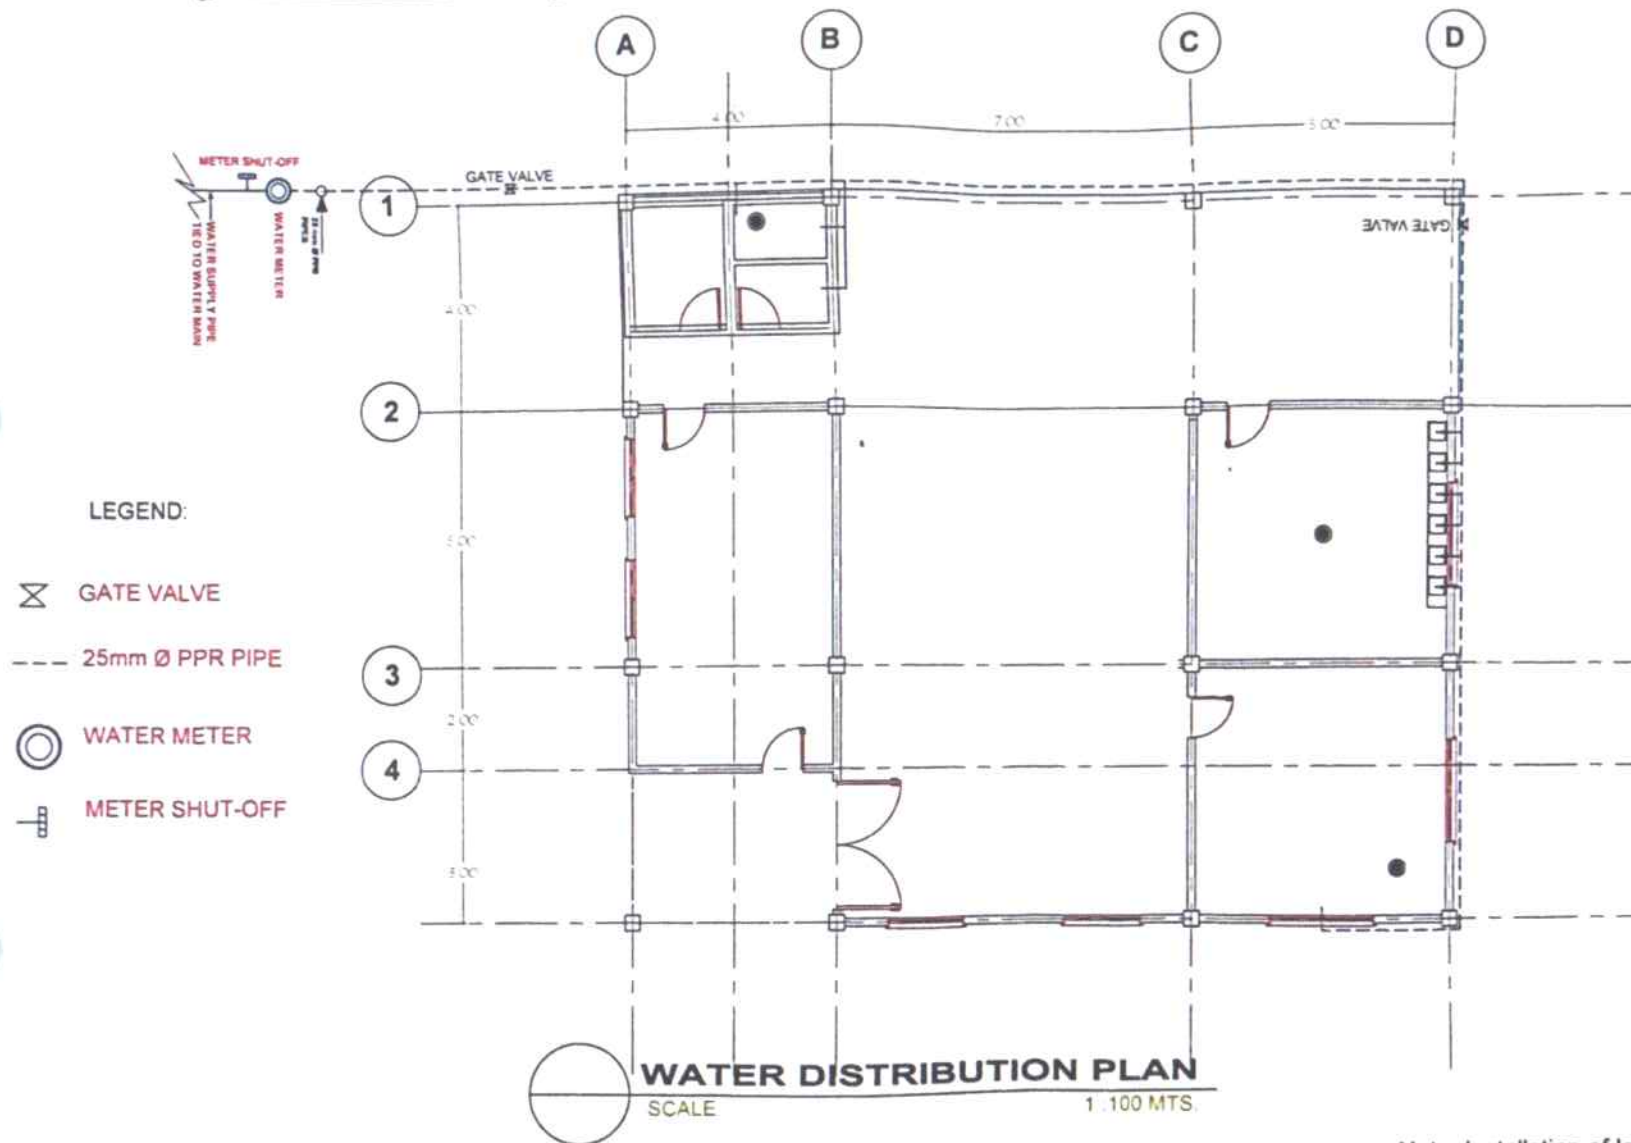 A B C D
4.00 7.00 5.00
METER SHUT-OFF
GATE VALVE
1
WATER SUPPLY PIPE
TIED TO WATER MAIN
WATER METER
GATE VALVE
4.00
2
LEGEND:
5.00
GATE VALVE
25mm Ø PPR PIPE
3
2.00
WATER METER
4
METER SHUT-OFF
3.00
WATER DISTRIBUTION PLAN
SCALE 1:100 MTS.